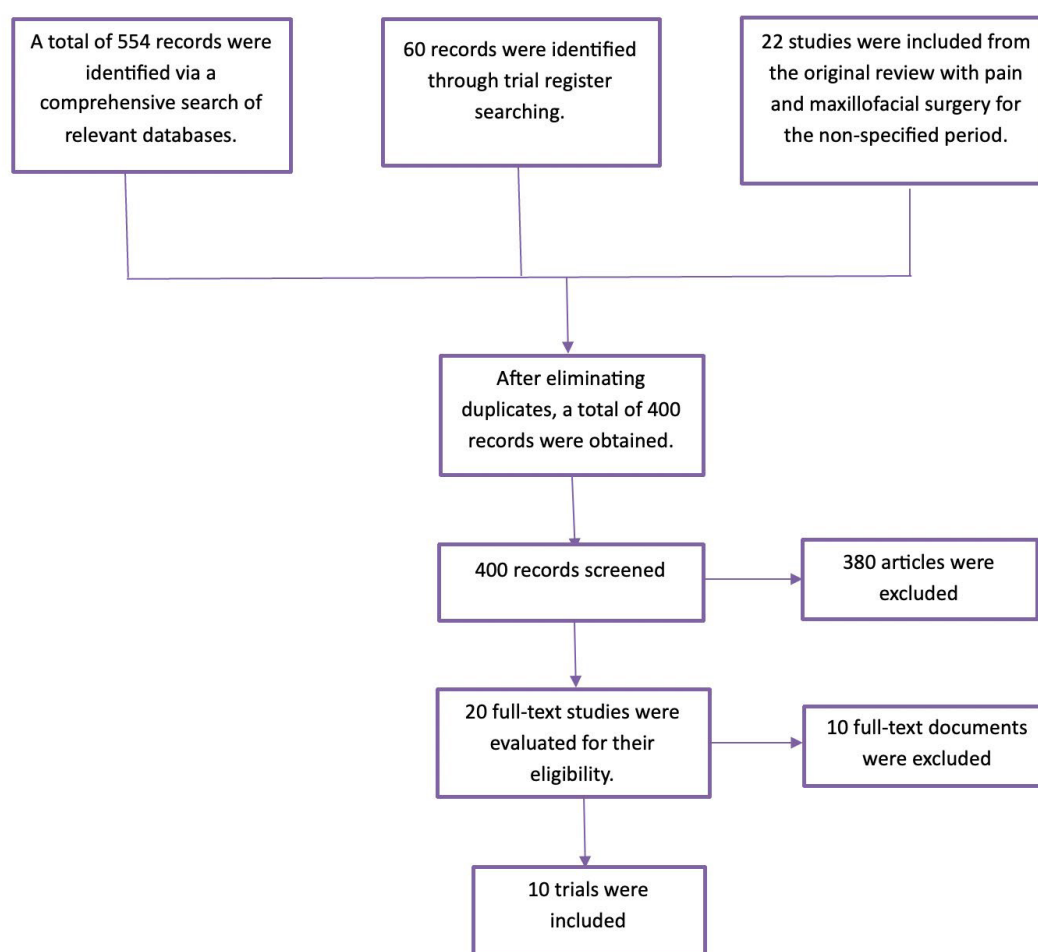 A total of 554 records were
identified via a
comprehensive search of
relevant databases.
60 records were identified
through trial register
searching.
22 studies were included from
the original review with pain
and maxillofacial surgery for
the non-specified period.
After eliminating
duplicates, a total of 400
records were obtained.
400 records screened
380 articles were
excluded
20 full-text studies were
evaluated for their
eligibility.
10 full-text documents
were excluded
10 trials were
included